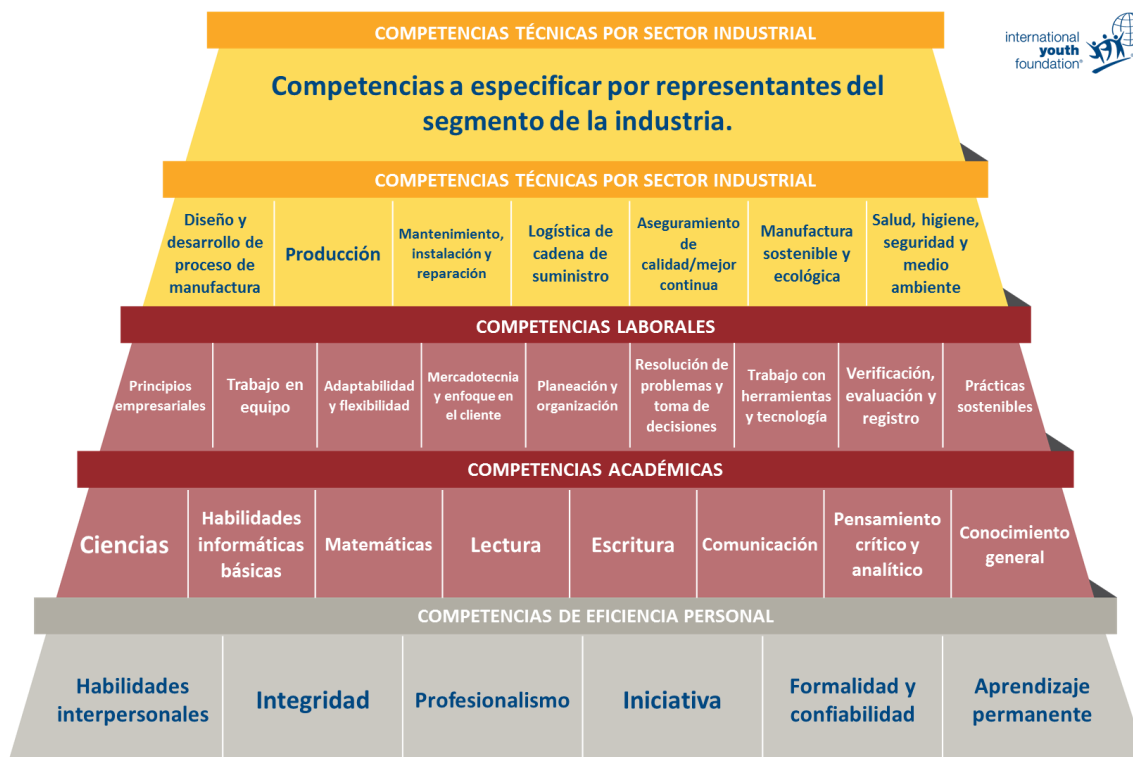 COMPETENCIAS TÉCNICAS POR SECTOR INDUSTRIAL
international
youth
foundation®
Competencias a especificar por representantes del
segmento de la industria.
COMPETENCIAS TÉCNICAS POR SECTOR INDUSTRIAL
Diseño y
desarrollo de
proceso de
manufactura
Producción
Mantenimiento,
instalación y
reparación
Logística de
cadena de
suministro
Aseguramiento
de
calidad/mejor
continua
Manufactura
sostenible y
ecológica
Salud, higiene,
seguridad y
medio
ambiente
COMPETENCIAS LABORALES
Principios
empresariales
Trabajo en
equipo
Adaptabilidad
y flexibilidad
Mercadotecnia
y enfoque en
el cliente
Planeación y
organización
Resolución de
problemas y
toma de
decisiones
Trabajo con
herramientas
y tecnología
Verificación,
evaluación y
registro
Prácticas
sostenibles
COMPETENCIAS ACADÉMICAS
Ciencias
Habilidades
informáticas
básicas
Matemáticas
Lectura
Escritura
Comunicación
Pensamiento
crítico y
analítico
Conocimiento
general
COMPETENCIAS DE EFICIENCIA PERSONAL
Habilidades
interpersonales
Integridad
Profesionalismo
Iniciativa
Formalidad y
confiabilidad
Aprendizaje
permanente